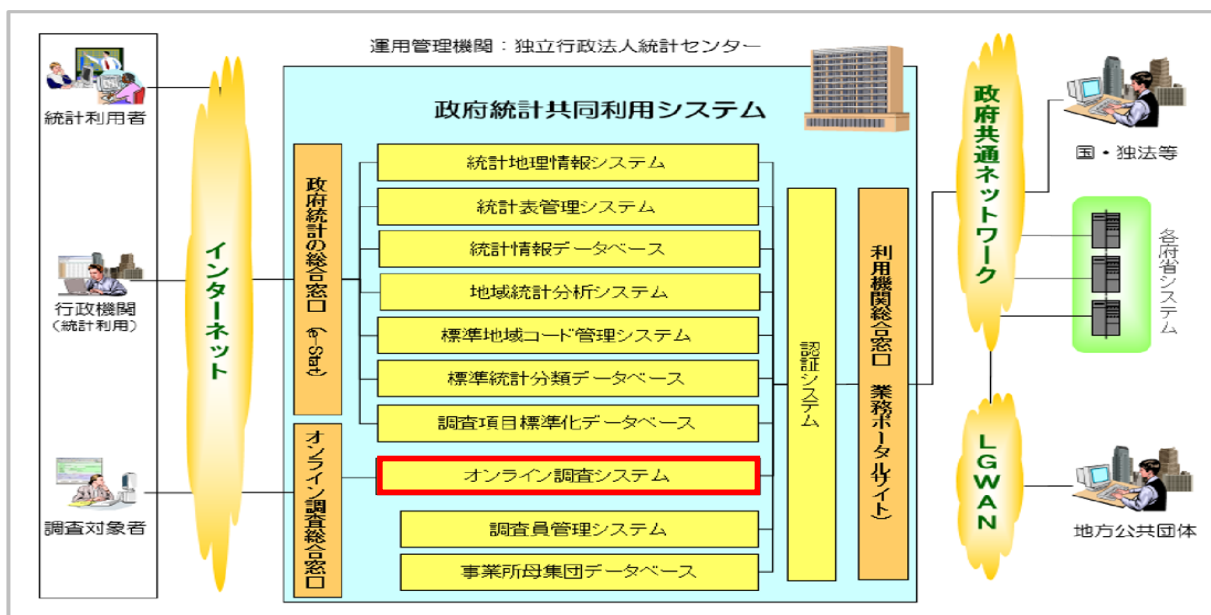 運用管理機関：独立行政法人統計センター
政府統計共同利用システム
統計利用者
行政機関
（統計利用）
調査対象者
インターネット
政府統計の総合窓口（e-Stat）
オンライン調査総合窓口
統計地理情報システム
統計表管理システム
統計情報データベース
地域統計分析システム
標準地域コード管理システム
標準統計分類データベース
調査項目標準化データベース
オンライン調査システム
調査員管理システム
事業所母集団データベース
認証システム
利用機関総合窓口（業務ポータルサイト）
政府共通ネットワーク
LGWAN
国・独法等
各府省システム
地方公共団体